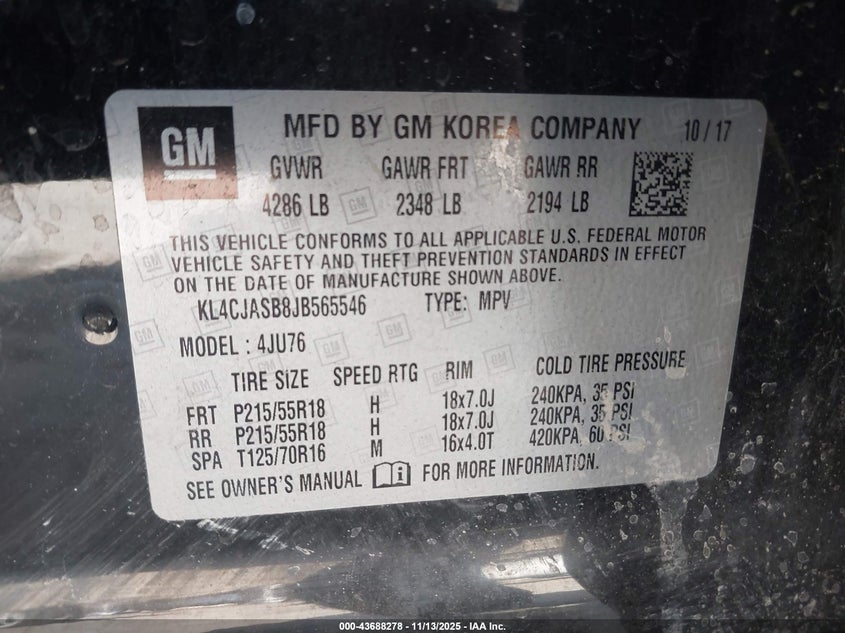 GM
MFD BY GM KOREA COMPANY 10/17
GVWR GAWR FRT GAWR RR
4286 LB 2348 LB 2194 LB
THIS VEHICLE CONFORMS TO ALL APPLICABLE U.S. FEDERAL MOTOR
VEHICLE SAFETY AND THEFT PREVENTION STANDARDS IN EFFECT
ON THE DATE OF MANUFACTURE SHOWN ABOVE.
KL4CJASB8JB565546 TYPE: MPV
MODEL : 4JU76
TIRE SIZE SPEED RTG RIM COLD TIRE PRESSURE
FRT P215/55R18 H 18x7.0J 240KPA, 35 PSI
RR P215/55R18 H 18x7.0J 240KPA, 35 PSI
SPA T125/70R16 M 16x4.0T 420KPA, 60 PSI
SEE OWNER'S MANUAL FOR MORE INFORMATION.
000-43688278 - 11/13/2025 - IAA Inc.